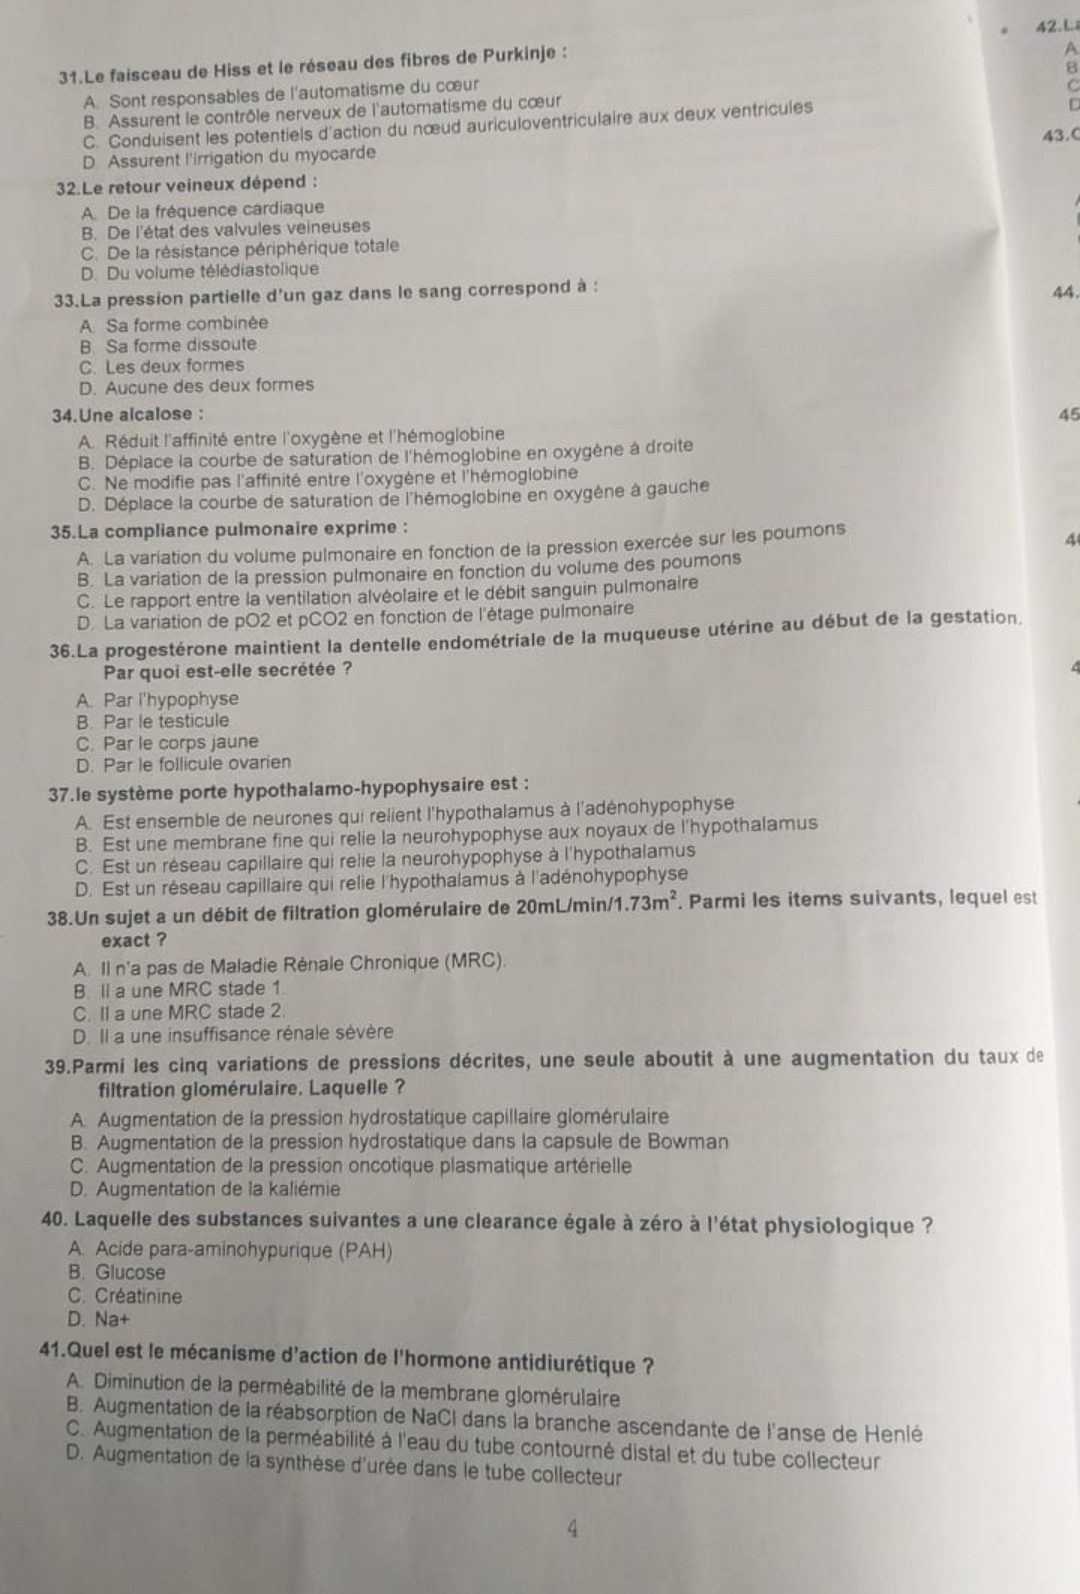 31.Le faisceau de Hiss et le réseau des fibres de Purkinje :
A. Sont responsables de l'automatisme du cœur
B. Assurent le contrôle nerveux de l'automatisme du cœur
C. Conduisent les potentiels d'action du nœud auriculoventriculaire aux deux ventricules
D. Assurent l'irrigation du myocarde
32.Le retour veineux dépend :
A. De la fréquence cardiaque
B. De l'état des valvules veineuses
C. De la résistance périphérique totale
D. Du volume télédiastolique
33.La pression partielle d'un gaz dans le sang correspond à :
A. Sa forme combinée
B. Sa forme dissoute
C. Les deux formes
D. Aucune des deux formes
34.Une alcalose :
A. Réduit l'affinité entre l'oxygène et l'hémoglobine
B. Déplace la courbe de saturation de l'hémoglobine en oxygène à droite
C. Ne modifie pas l'affinité entre l'oxygène et l'hémoglobine
D. Déplace la courbe de saturation de l'hémoglobine en oxygène à gauche
35.La compliance pulmonaire exprime :
A. La variation du volume pulmonaire en fonction de la pression exercée sur les poumons
B. La variation de la pression pulmonaire en fonction du volume des poumons
C. Le rapport entre la ventilation alvéolaire et le débit sanguin pulmonaire
D. La variation de pO2 et pCO2 en fonction de l'étage pulmonaire
36.La progestérone maintient la dentelle endométriale de la muqueuse utérine au début de la gestation.
Par quoi est-elle secrétée ?
A. Par l'hypophyse
B. Par le testicule
C. Par le corps jaune
D. Par le follicule ovarien
37.le système porte hypothalamo-hypophysaire est :
A. Est ensemble de neurones qui relient l'hypothalamus à l'adénohypophyse
B. Est une membrane fine qui relie la neurohypophyse aux noyaux de l'hypothalamus
C. Est un réseau capillaire qui relie la neurohypophyse à l'hypothalamus
D. Est un réseau capillaire qui relie l'hypothalamus à l'adénohypophyse
38.Un sujet a un débit de filtration glomérulaire de 20mL/min/1.73m². Parmi les items suivants, lequel est
exact ?
A. Il n'a pas de Maladie Rénale Chronique (MRC).
B. Il a une MRC stade 1.
C. Il a une MRC stade 2.
D. Il a une insuffisance rénale sévère
39.Parmi les cinq variations de pressions décrites, une seule aboutit à une augmentation du taux de
filtration glomérulaire. Laquelle ?
A. Augmentation de la pression hydrostatique capillaire glomérulaire
B. Augmentation de la pression hydrostatique dans la capsule de Bowman
C. Augmentation de la pression oncotique plasmatique artérielle
D. Augmentation de la kaliémie
40. Laquelle des substances suivantes a une clearance égale à zéro à l'état physiologique ?
A. Acide para-aminohypurique (PAH)
B. Glucose
C. Créatinine
D. Na+
41.Quel est le mécanisme d'action de l'hormone antidiurétique ?
A. Diminution de la perméabilité de la membrane glomérulaire
B. Augmentation de la réabsorption de NaCl dans la branche ascendante de l'anse de Henlé
C. Augmentation de la perméabilité à l'eau du tube contourné distal et du tube collecteur
D. Augmentation de la synthèse d'urée dans le tube collecteur
4
42.La
A
B
C
D
43.
44.
45